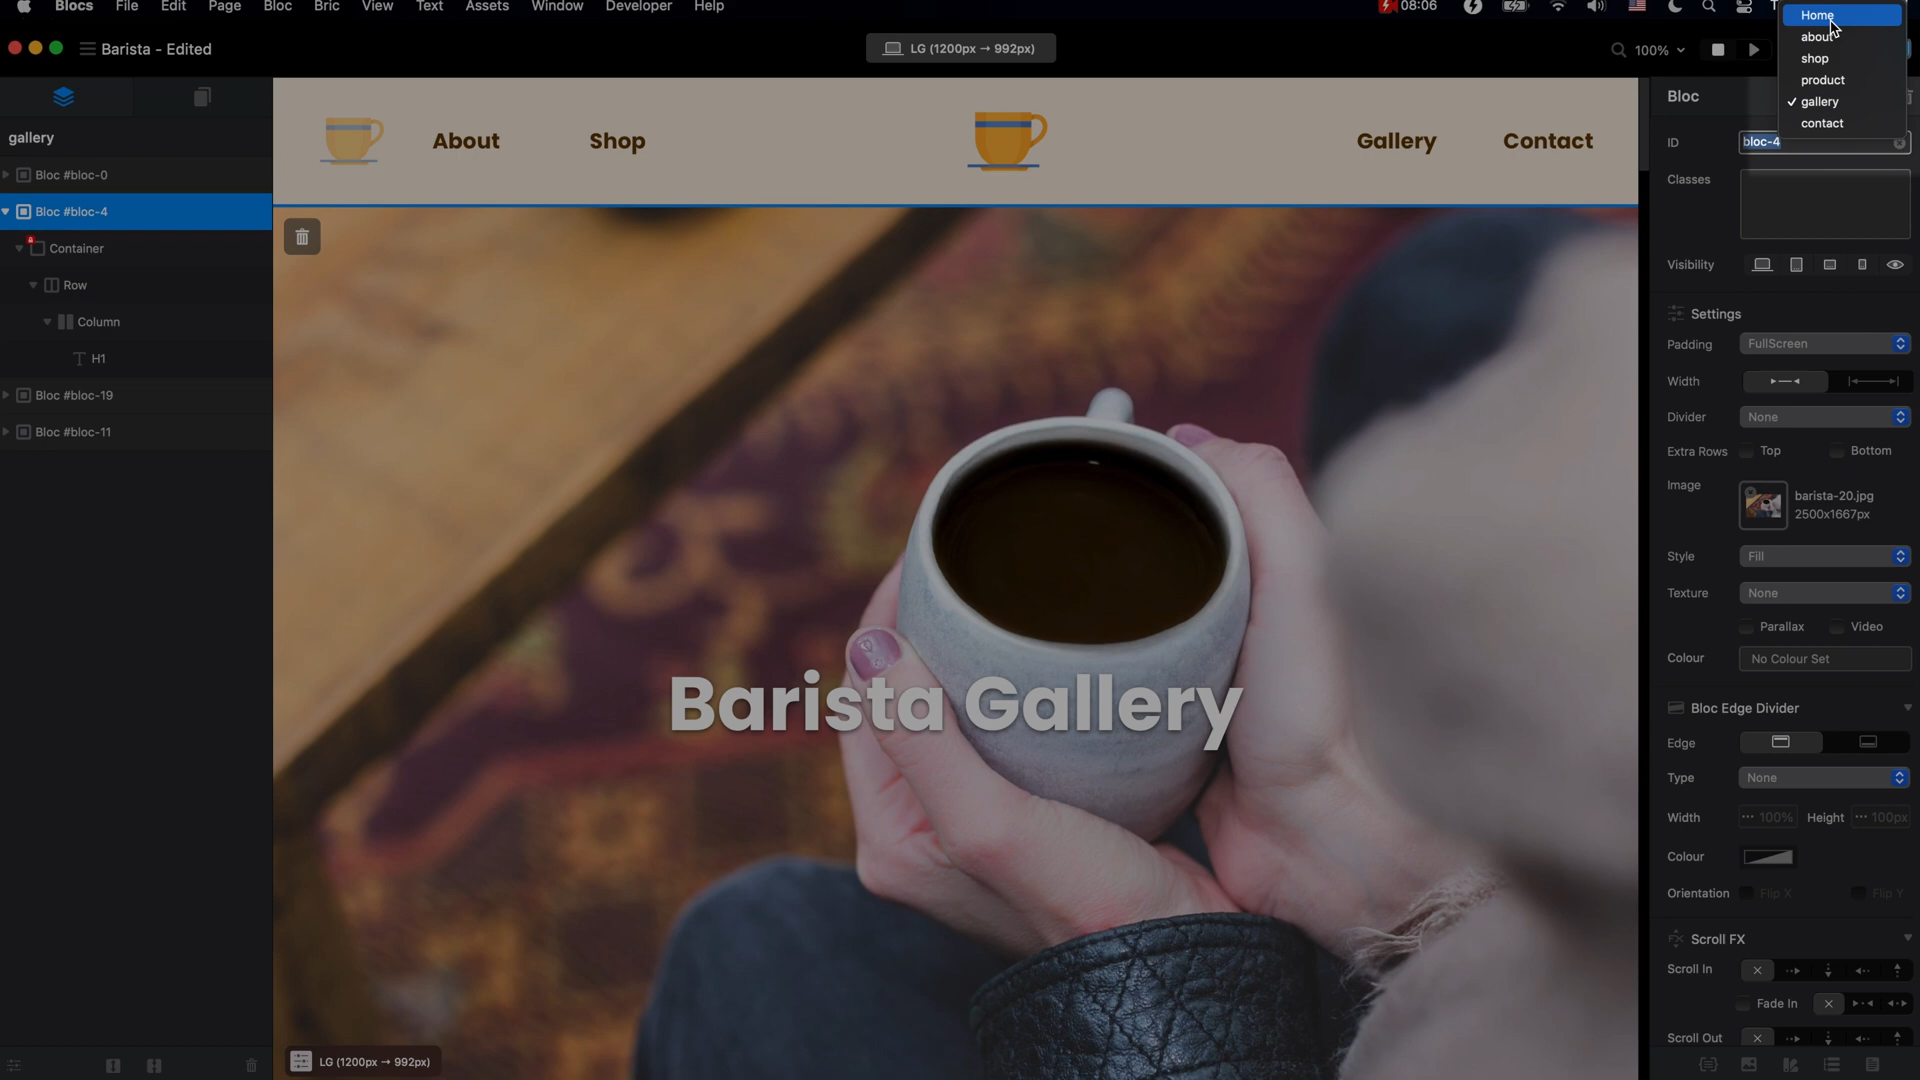 Blocs File Edit Page Bloc Bric View Text Assets Window Developer Help 08:06
Barista - Edited
LG (1200px → 992px)
100%
Home
about
shop
product
✓ gallery
contact
gallery
Bloc #bloc-0
Bloc #bloc-4
Container
Row
Column
H1
Bloc #bloc-19
Bloc #bloc-11
About Shop Gallery Contact
Barista Gallery
LG (1200px → 992px)
Bloc
ID bloc-4
Classes
Visibility
Settings
Padding FullScreen
Width
Divider None
Extra Rows Top Bottom
Image barista-20.jpg
2500x1667px
Style Fill
Texture None
Parallax Video
Colour No Colour Set
Bloc Edge Divider
Edge
Type None
Width 100% Height 100px
Colour
Orientation Flip X Flip Y
Scroll FX
Scroll In
Fade In
Scroll Out